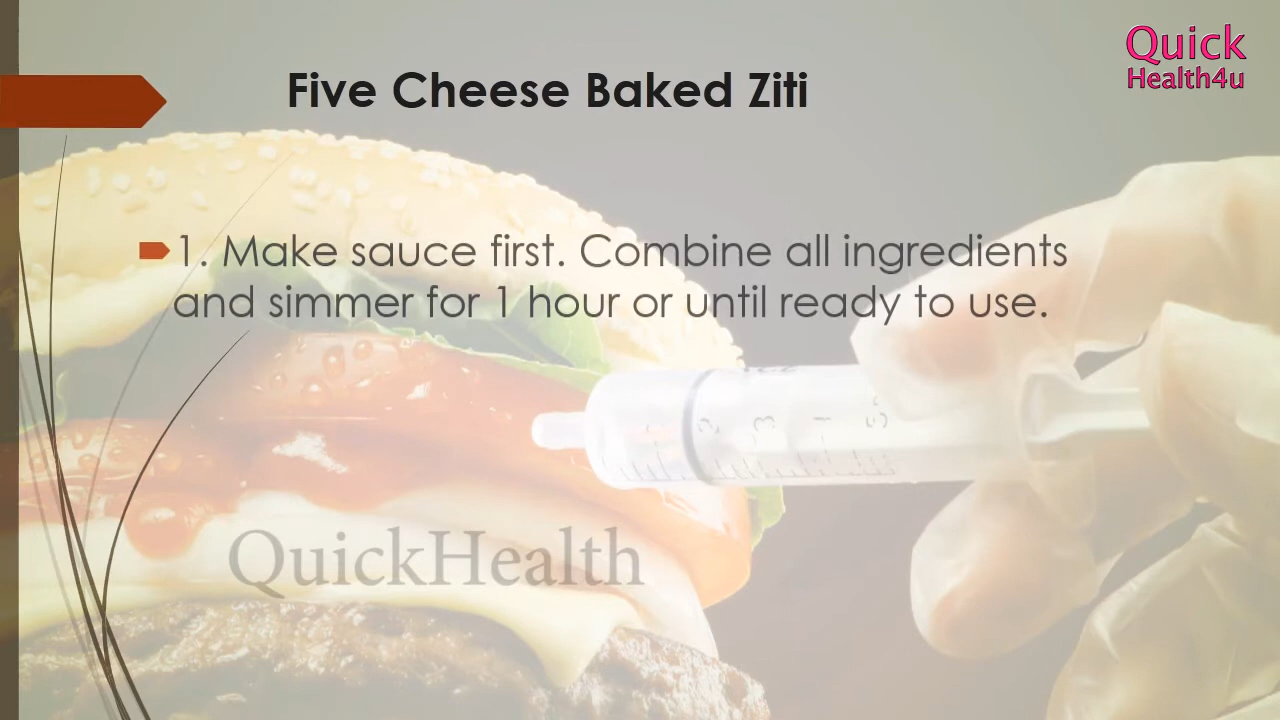 Quick
Health4u
Five Cheese Baked Ziti
1. Make sauce first. Combine all ingredients
and simmer for 1 hour or until ready to use.
QuickHealth